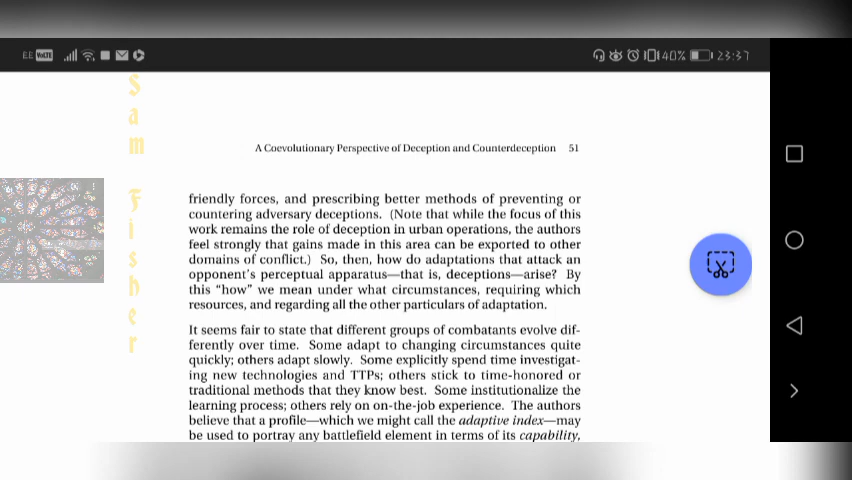 EE VoLTE
40% 23:37
Sam Fisher
A Coevolutionary Perspective of Deception and Counterdeception 51
friendly forces, and prescribing better methods of preventing or
countering adversary deceptions. (Note that while the focus of this
work remains the role of deception in urban operations, the authors
feel strongly that gains made in this area can be exported to other
domains of conflict.) So, then, how do adaptations that attack an
opponent's perceptual apparatus—that is, deceptions—arise? By
this “how” we mean under what circumstances, requiring which
resources, and regarding all the other particulars of adaptation.
It seems fair to state that different groups of combatants evolve dif-
ferently over time. Some adapt to changing circumstances quite
quickly; others adapt slowly. Some explicitly spend time investigat-
ing new technologies and TTPs; others stick to time-honored or
traditional methods that they know best. Some institutionalize the
learning process; others rely on on-the-job experience. The authors
believe that a profile—which we might call the adaptive index—may
be used to portray any battlefield element in terms of its capability,